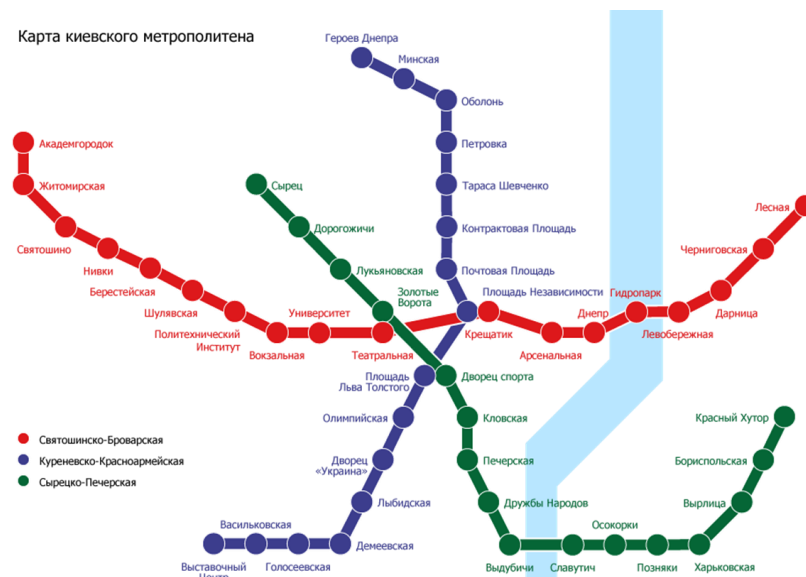 Карта киевского метрополитена
Героев Днепра
Минская
Оболонь
Петровка
Тараса Шевченко
Контрактовая Площадь
Почтовая Площадь
Площадь Независимости
Академгородок
Житомирская
Святошино
Нивки
Берестейская
Шулявская
Политехнический
Институт
Вокзальная
Университет
Театральная
Крещатик
Арсенальная
Днепр
Гидропарк
Левобережная
Дарница
Черниговская
Лесная
Сырец
Дорогожичи
Лукьяновская
Золотые
Ворота
Площадь
Льва Толстого
Дворец спорта
Олимпийская
Кловская
Дворец
«Украина»
Печерская
Лыбидская
Дружбы Народов
Демеевская
Голосеевская
Васильковская
Выставочный
Центр
Выдубичи
Славутич
Осокорки
Позняки
Харьковская
Вырлица
Бориспольская
Красный Хутор
Святошинско-Броварская
Куреневско-Красноармейская
Сырецко-Печерская